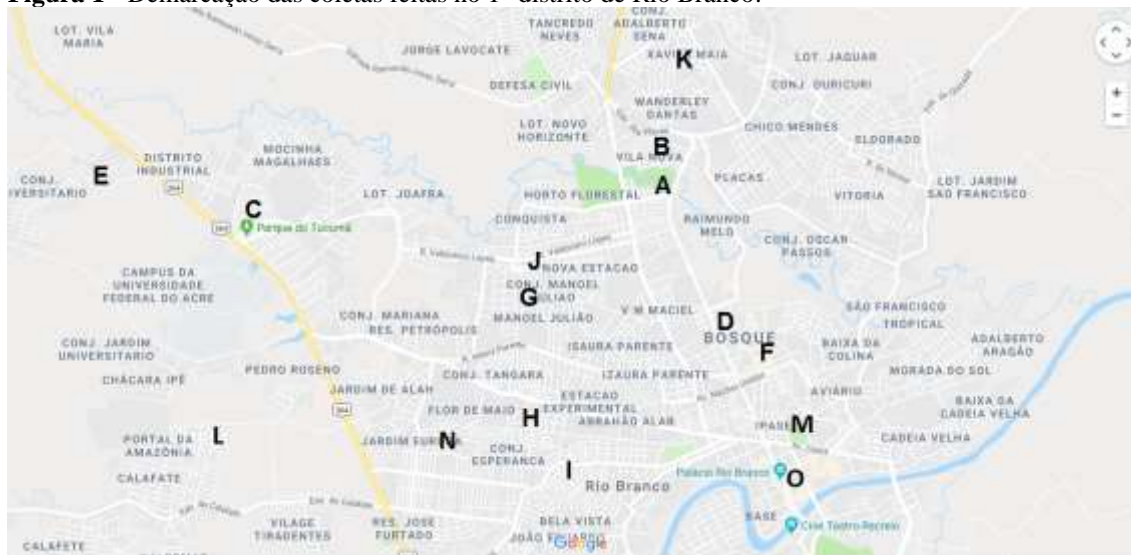 Figura 1 - Demarcação das coletas feitas no 1º distrito de Rio Branco.
LOT. VILA
MARIA
TANCREDO
NEVES
CONJ.
ADALBERTO
SENA
JORGE LAVOCATE
XAVIER MAIA
K
LOT. JAGUAR
DEFESA CIVIL
CONJ. OURICURI
WANDERLEY
DANTAS
LOT. NOVO
HORIZONTE
CHICO MENDES
ELDORADO
B
VILA NOVA
MOCINHA
MAGALHAES
DISTRITO
INDUSTRIAL
E
CONJ.
UNIVERSITARIO
PLACAS
A
LOT. JARDIM
SAO FRANCISCO
LOT. JOAFRA
HORTO FLORESTAL
VITORIA
C
Parque do Tucumã
CONQUISTA
RAIMUNDO
MELO
CONJ. OSCAR
PASSOS
J
NOVA ESTACAO
CAMPUS DA
UNIVERSIDADE
FEDERAL DO ACRE
CONJ. MANOEL
JULIAO
G
MANOEL JULIÃO
V M MACIEL
SÃO FRANCISCO
TROPICAL
CONJ. MARIANA
RES. PETRÓPOLIS
D
BOSQUE
F
CONJ. JARDIM
UNIVERSITARIO
ISAURA PARENTE
BAIXA DA
COLINA
ADALBERTO
ARAGÃO
PEDRO ROSENO
CHÁCARA IPÊ
CONJ. TANGARA
IZAURA PARENTE
MORADA DO SOL
JARDIM DE ALAH
AVIÁRIO
ESTACAO
EXPERIMENTAL
FLOR DE MAIO
H
ABRAHÃO ALAB
BAIXA DA
CADEIA VELHA
IPASE
M
CADEIA VELHA
L
PORTAL DA
AMAZÔNIA
JARDIM EUROPA
N
CONJ.
ESPERANCA
I
Palácio Rio Branco
O
CALAFATE
Rio Branco
BASE
VILAGE
TIRADENTES
RES. JOSE
FURTADO
BELA VISTA
Cine Teatro Recreio
CALAFETE
Google